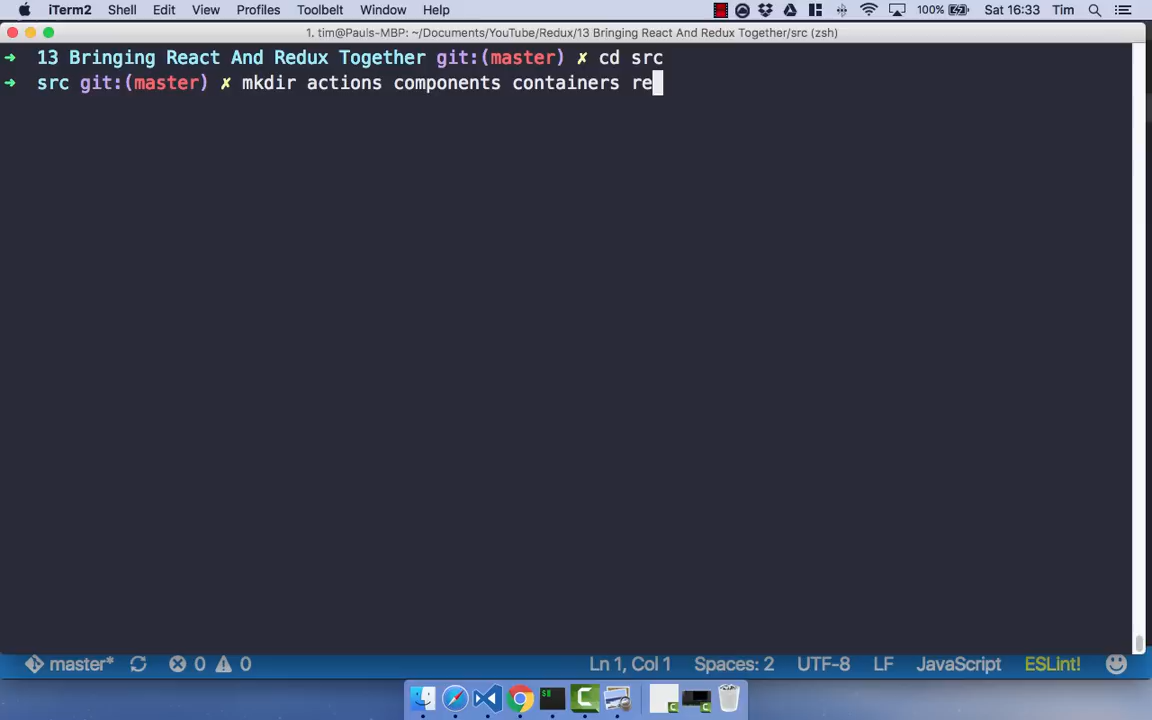 iTerm2 Shell Edit View Profiles Toolbelt Window Help 100% Sat 16:33 Tim
1. tim@Pauls-MBP: ~/Documents/YouTube/Redux/13 Bringing React And Redux Together/src (zsh)
➜ 13 Bringing React And Redux Together git:(master) ✗ cd src
➜ src git:(master) ✗ mkdir actions components containers re
master* 0 0 Ln 1, Col 1 Spaces: 2 UTF-8 LF JavaScript ESLint!